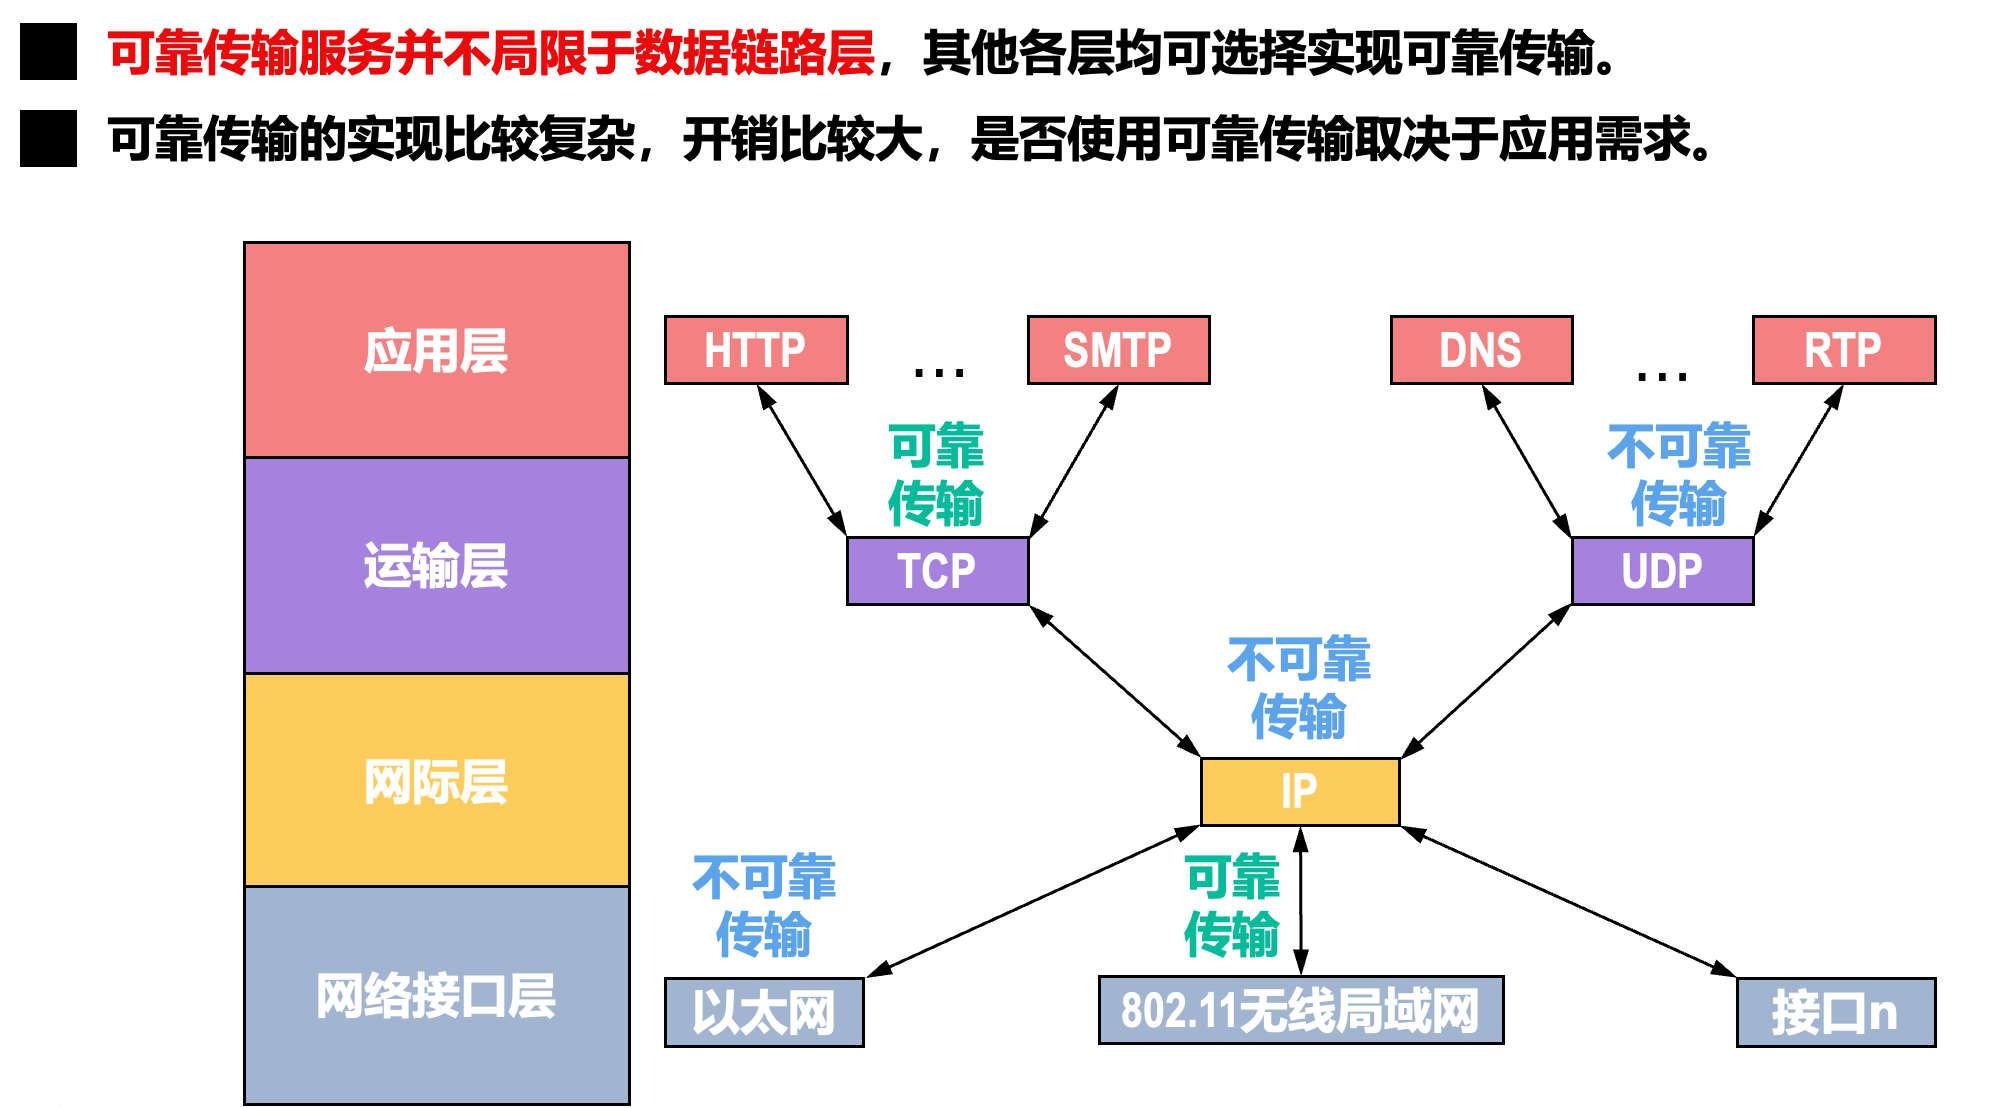 可靠传输服务并不局限于数据链路层，其他各层均可选择实现可靠传输。
可靠传输的实现比较复杂，开销比较大，是否使用可靠传输取决于应用需求。
应用层
HTTP
…
SMTP
DNS
…
RTP
可靠
传输
不可靠
传输
运输层
TCP
UDP
不可靠
传输
网际层
IP
不可靠
传输
可靠
传输
网络接口层
以太网
802.11无线局域网
接口n